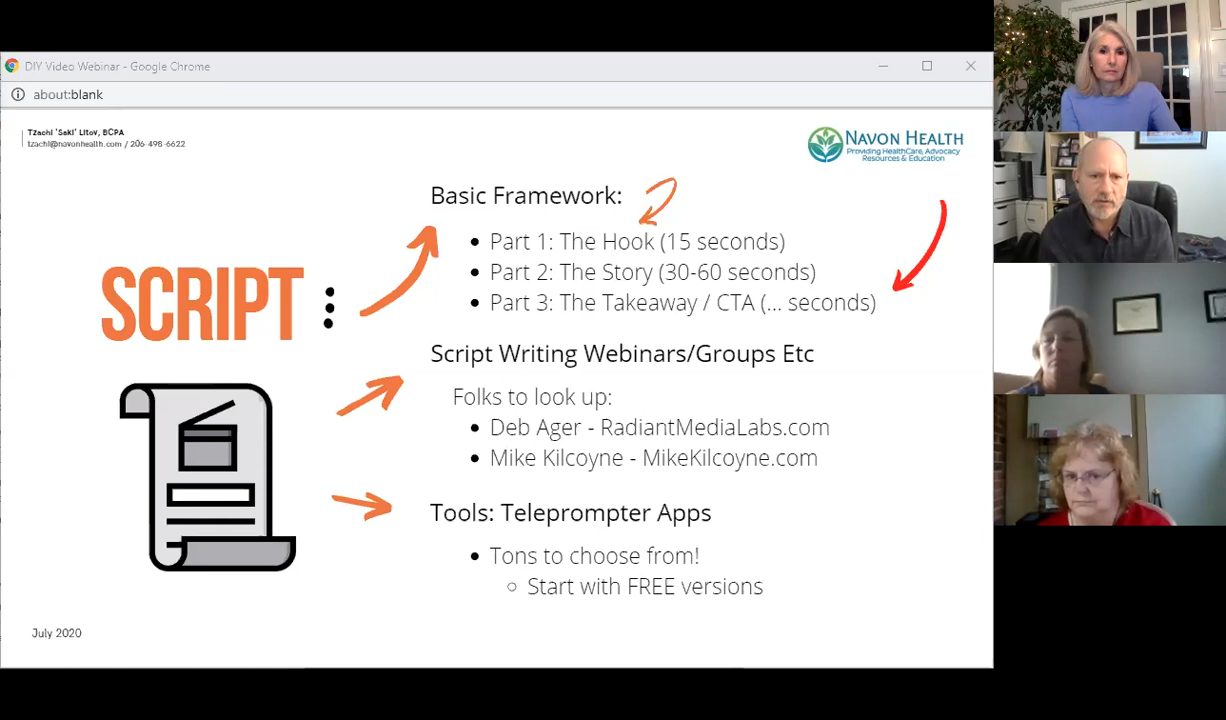 DIY Video Webinar - Google Chrome
about:blank
Tzachi 'Saki' Litov, BCPA
tzachi@navonhealth.com / 206-498-6622
NAVON HEALTH
Providing HealthCare, Advocacy
Resources & Education
Basic Framework:
• Part 1: The Hook (15 seconds)
• Part 2: The Story (30-60 seconds)
• Part 3: The Takeaway / CTA (... seconds)
SCRIPT
Script Writing Webinars/Groups Etc
Folks to look up:
• Deb Ager - RadiantMediaLabs.com
• Mike Kilcoyne - MikeKilcoyne.com
Tools: Teleprompter Apps
• Tons to choose from!
○ Start with FREE versions
July 2020